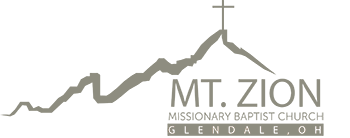 MT. ZION
MISSIONARY BAPTIST CHURCH
GLENDALE, OH